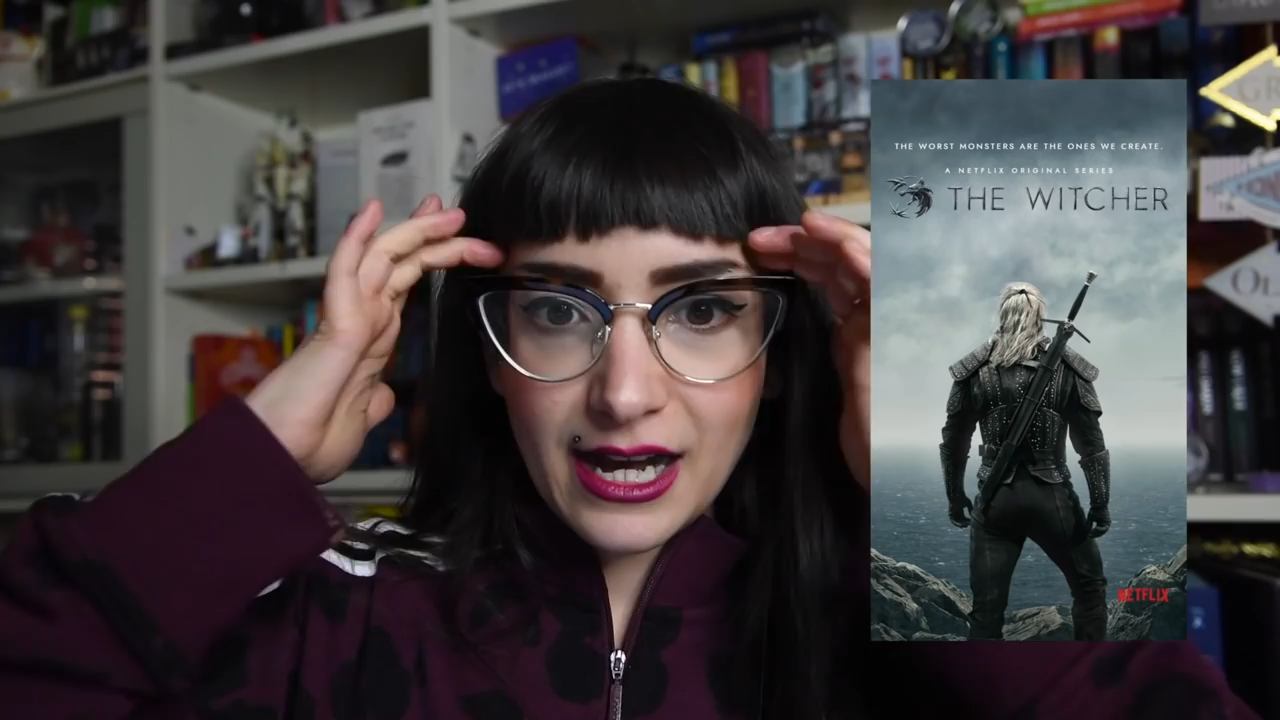 THE WORST MONSTERS ARE THE ONES WE CREATE.
A NETFLIX ORIGINAL SERIES
THE WITCHER
NETFLIX